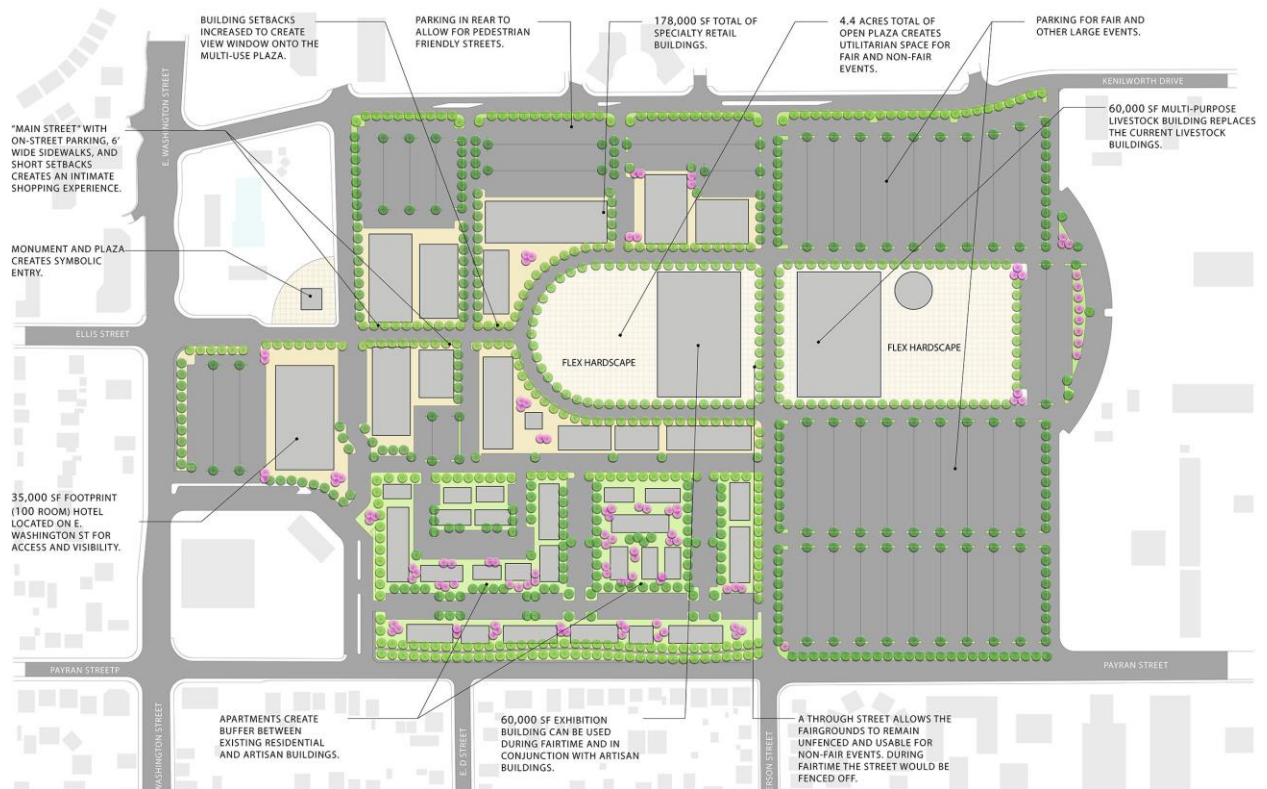 BUILDING SETBACKS
INCREASED TO CREATE
VIEW WINDOW ONTO THE
MULTI-USE PLAZA.
PARKING IN REAR TO
ALLOW FOR PEDESTRIAN
FRIENDLY STREETS.
178,000 SF TOTAL OF
SPECIALTY RETAIL
BUILDINGS.
4.4 ACRES TOTAL OF
OPEN PLAZA CREATES
UTILITARIAN SPACE FOR
FAIR AND NON-FAIR
EVENTS.
PARKING FOR FAIR AND
OTHER LARGE EVENTS.
KENILWORTH DRIVE
E. WASHINGTON STREET
60,000 SF MULTI-PURPOSE
LIVESTOCK BUILDING REPLACES
THE CURRENT LIVESTOCK
BUILDINGS.
"MAIN STREET" WITH
ON-STREET PARKING, 6'
WIDE SIDEWALKS, AND
SHORT SETBACKS
CREATES AN INTIMATE
SHOPPING EXPERIENCE.
MONUMENT AND PLAZA
CREATES SYMBOLIC
ENTRY.
ELLIS STREET
FLEX HARDSCAPE
FLEX HARDSCAPE
35,000 SF FOOTPRINT
(100 ROOM) HOTEL
LOCATED ON E.
WASHINGTON ST FOR
ACCESS AND VISIBILITY.
PAYRAN STREETP
PAYRAN STREET
APARTMENTS CREATE
BUFFER BETWEEN
EXISTING RESIDENTIAL
AND ARTISAN BUILDINGS.
60,000 SF EXHIBITION
BUILDING CAN BE USED
DURING FAIRTIME AND IN
CONJUNCTION WITH ARTISAN
BUILDINGS.
A THROUGH STREET ALLOWS THE
FAIRGROUNDS TO REMAIN
UNFENCED AND USABLE FOR
NON-FAIR EVENTS. DURING
FAIRTIME THE STREET WOULD BE
FENCED OFF.
WASHINGTON STREET
E. D STREET
ERSON STREET